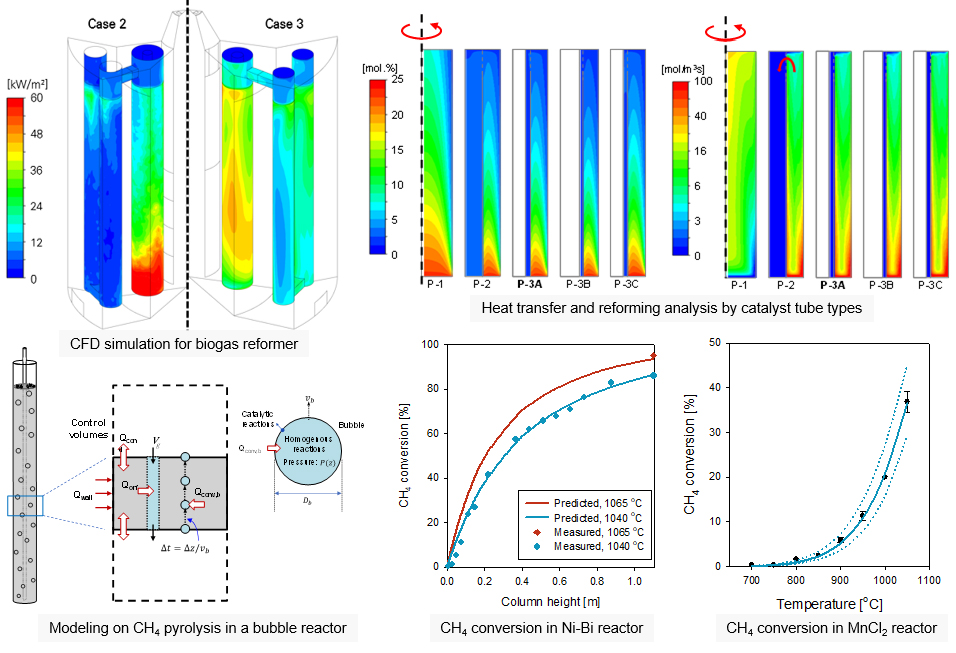 Case 2
Case 3
[kW/m²]
60
48
36
24
12
0
CFD simulation for biogas reformer
[mol.%]
25
20
15
10
5
0
P-1
P-2
P-3A
P-3B
P-3C
[mol/m³s]
100
40
16
6
3
0
P-1
P-2
P-3A
P-3B
P-3C
Heat transfer and reforming analysis by catalyst tube types
Control
volumes
Qcon
Qwall
Qorif
Qconv,b
Δt = Δz/v_b
v_b
Catalytic
reactions
Bubble
Homogenous
reactions
Pressure: P(z)
Qconv,b
D_b
Modeling on CH₄ pyrolysis in a bubble reactor
CH₄ conversion [%]
100
80
60
40
20
0
0.0
0.2
0.4
0.6
0.8
1.0
Column height [m]
Predicted, 1065 °C
Predicted, 1040 °C
Measured, 1065 °C
Measured, 1040 °C
CH₄ conversion in Ni-Bi reactor
CH₄ conversion [%]
50
40
30
20
10
0
700
800
900
1000
1100
Temperature [°C]
CH₄ conversion in MnCl₂ reactor